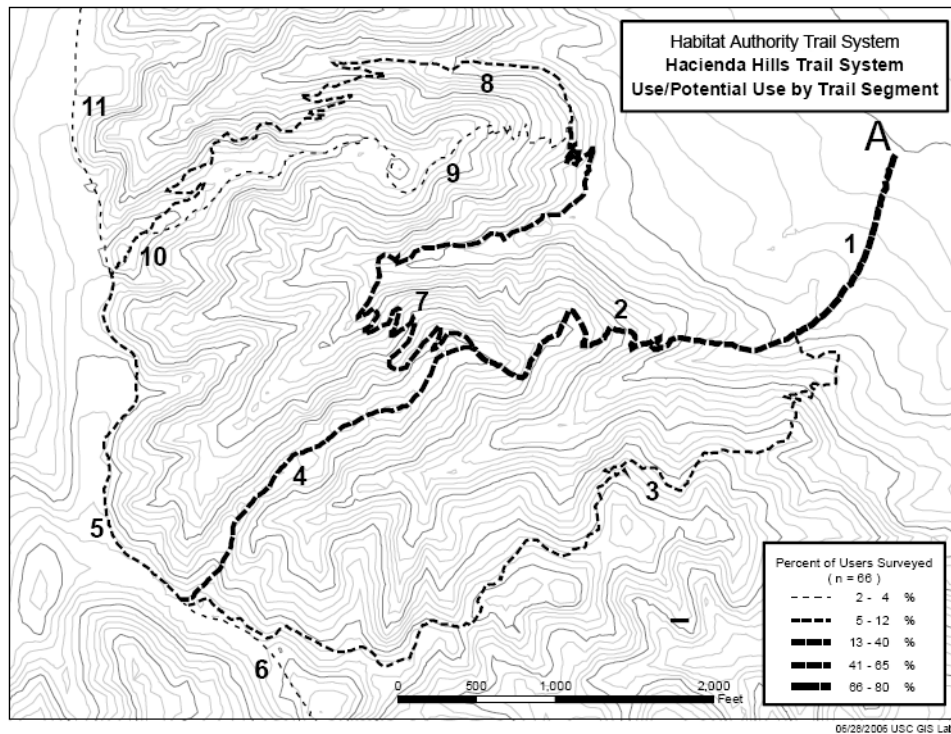 Habitat Authority Trail System
Hacienda Hills Trail System
Use/Potential Use by Trail Segment
A
8
11
9
1
10
7
2
4
3
5
6
Percent of Users Surveyed
( n = 66 )
2 - 4 %
5 - 12 %
13 - 40 %
41 - 65 %
66 - 80 %
0 500 1,000 2,000
Feet
06/28/2006 USC GIS Lab